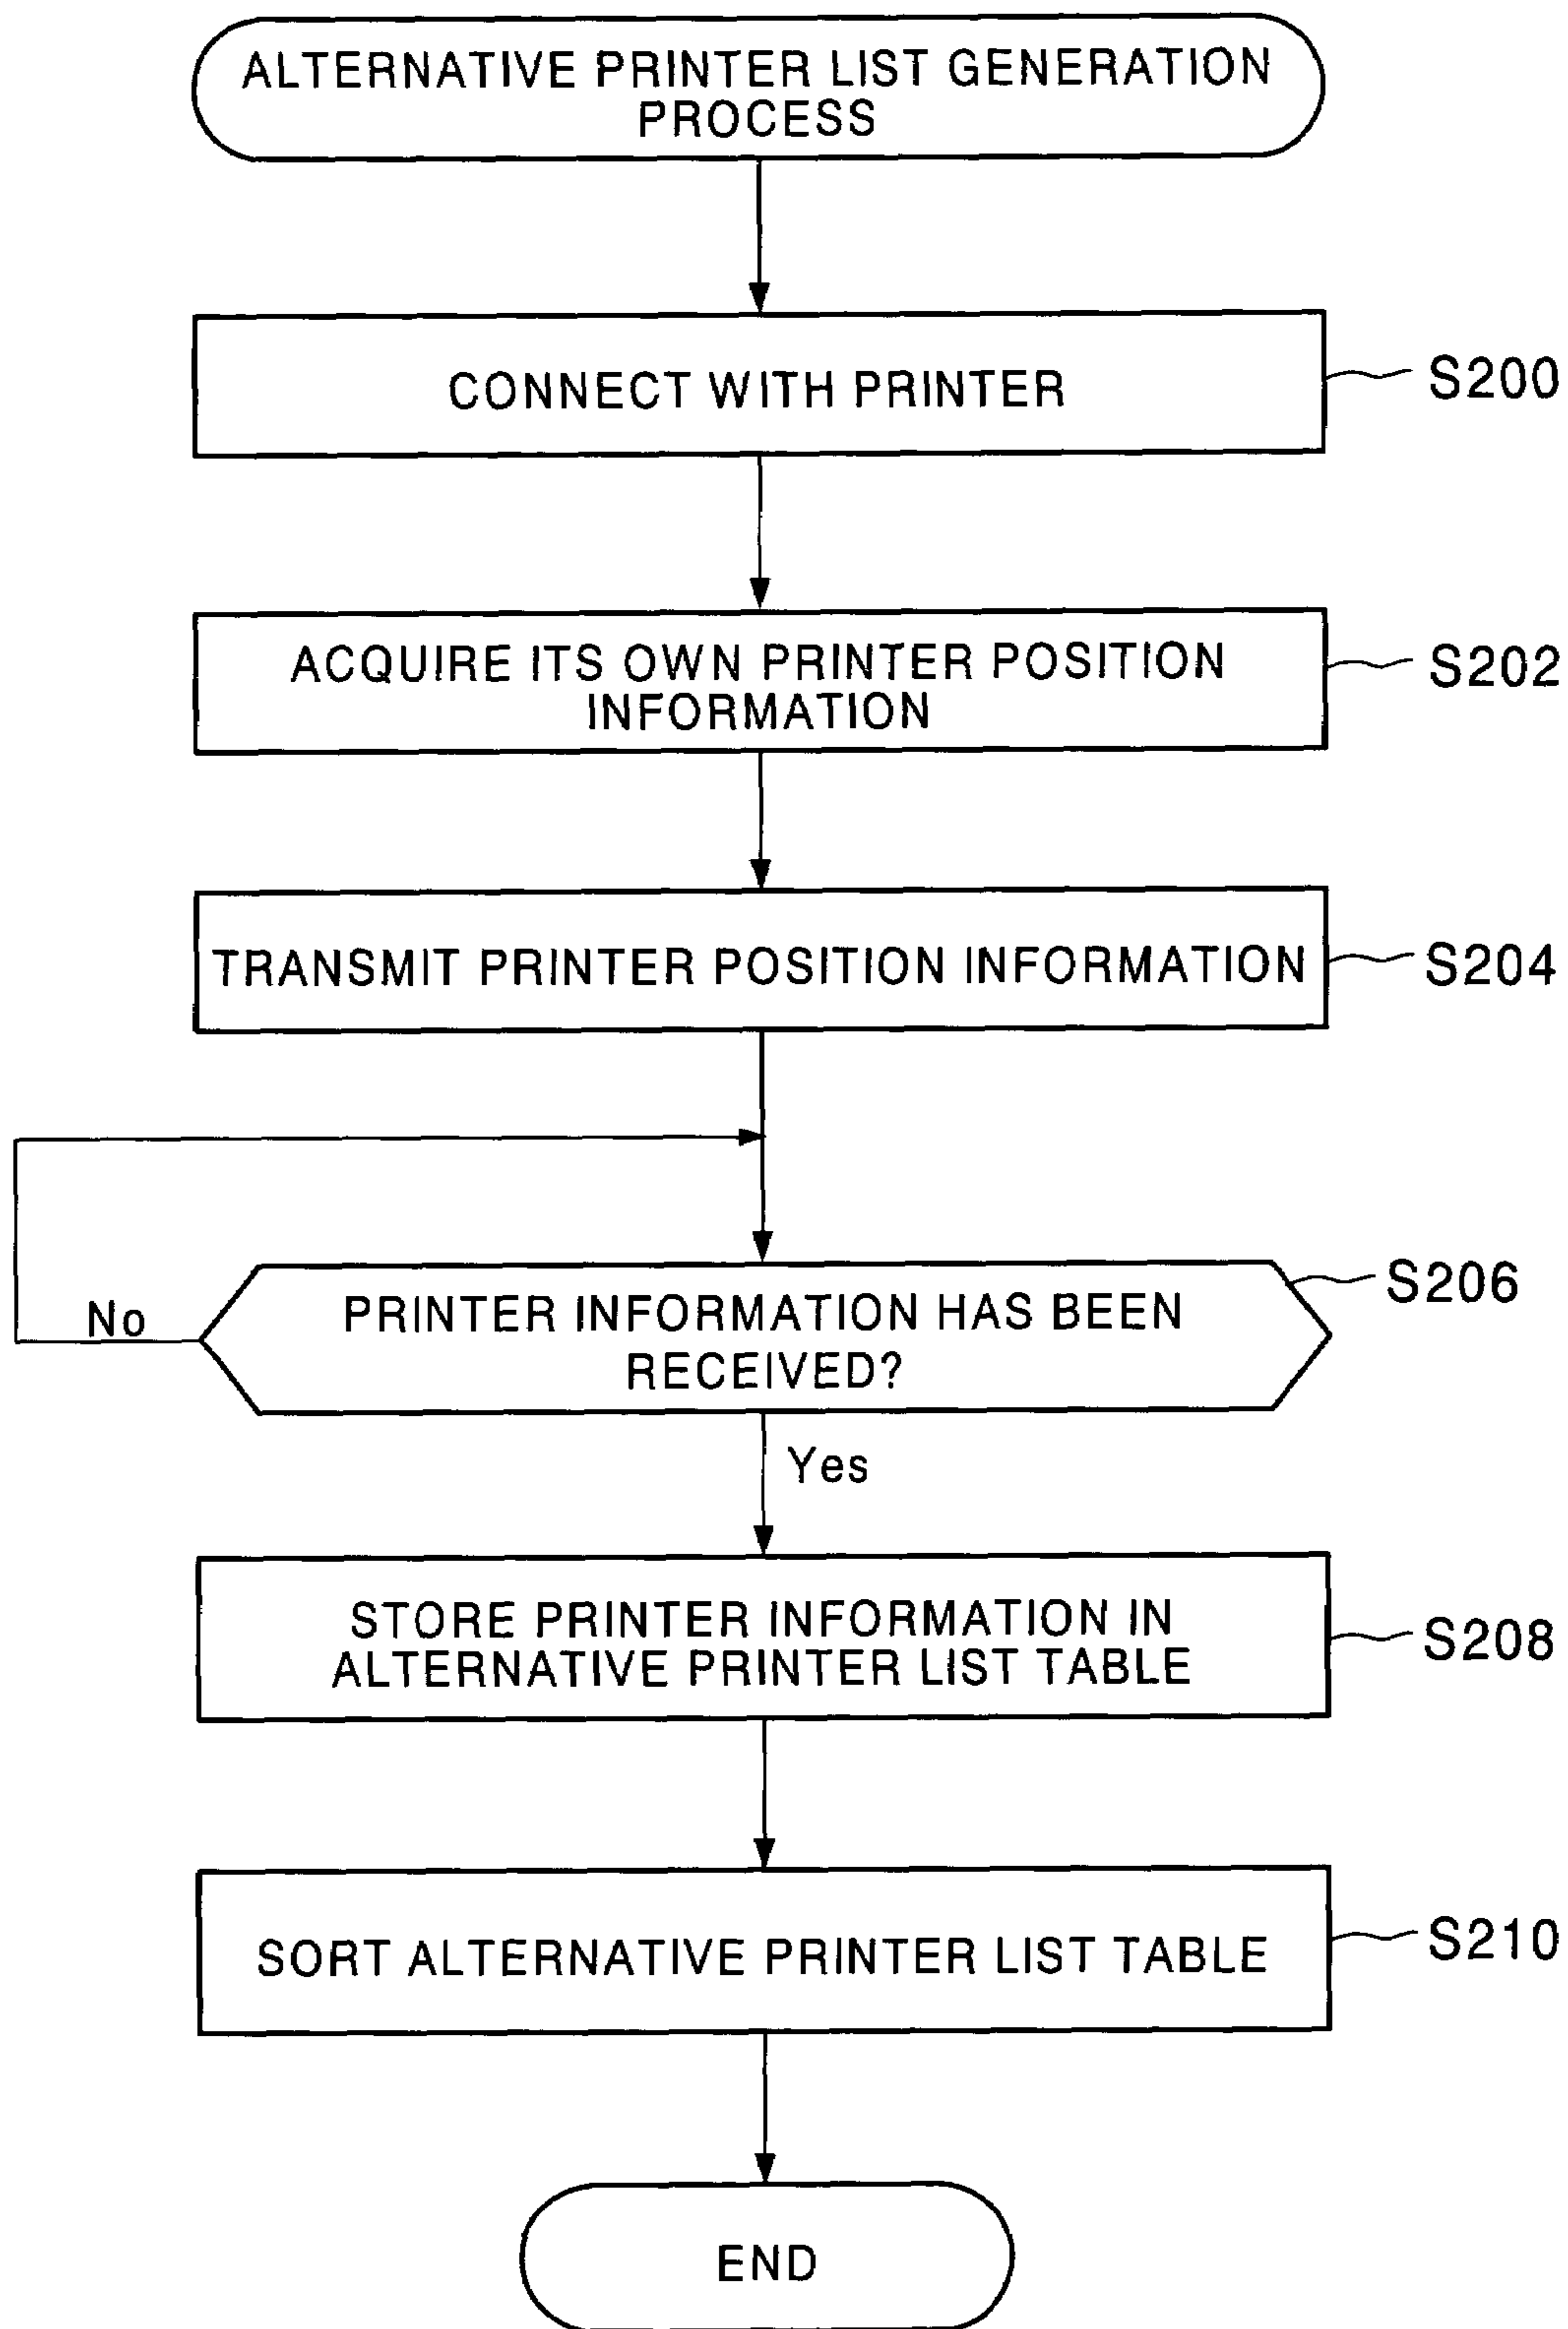 ALTERNATIVE PRINTER LIST GENERATION
PROCESS
CONNECT WITH PRINTER
S200
ACQUIRE ITS OWN PRINTER POSITION
INFORMATION
S202
TRANSMIT PRINTER POSITION INFORMATION
S204
S206
PRINTER INFORMATION HAS BEEN
RECEIVED?
No
Yes
STORE PRINTER INFORMATION IN
ALTERNATIVE PRINTER LIST TABLE
S208
SORT ALTERNATIVE PRINTER LIST TABLE
S210
END